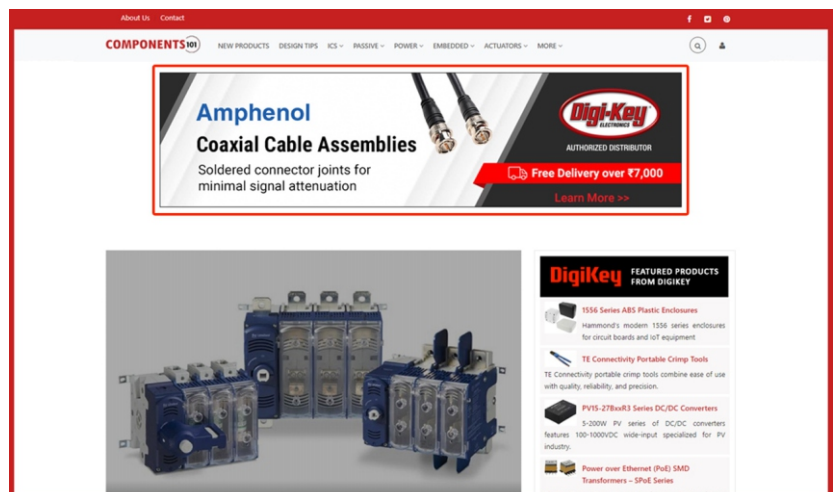 About Us Contact
COMPONENTS 101
NEW PRODUCTS DESIGN TIPS ICS PASSIVE POWER EMBEDDED ACTUATORS MORE
Amphenol
Coaxial Cable Assemblies
Soldered connector joints for
minimal signal attenuation
Digi-Key
ELECTRONICS
AUTHORIZED DISTRIBUTOR
Free Delivery over ₹7,000
Learn More >>
DigiKey
FEATURED PRODUCTS
FROM DIGIKEY
1556 Series ABS Plastic Enclosures
Hammond's modern 1556 series enclosures
for circuit boards and IoT equipment
TE Connectivity Portable Crimp Tools
TE Connectivity portable crimp tools combine ease of use
with quality, reliability, and precision.
PV15-27BxxR3 Series DC/DC Converters
5-200W PV series of DC/DC converters
features 100-1000VDC wide-input specialized for PV
industry.
Power over Ethernet (PoE) SMD
Transformers – SPoE Series